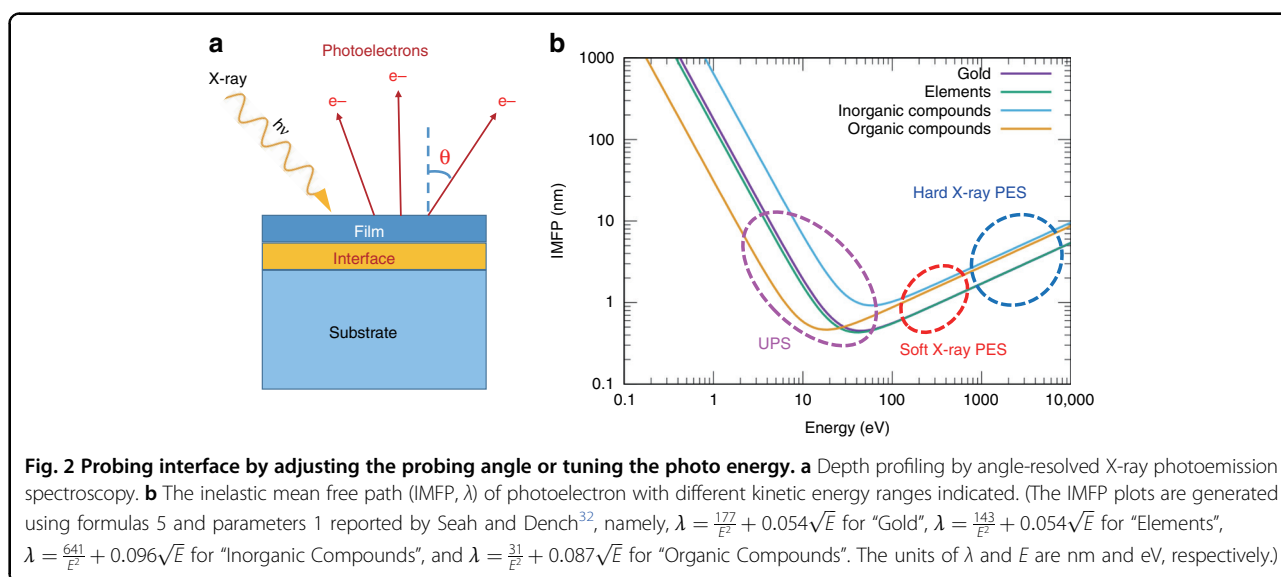 a
Photoelectrons
X-ray
hν
e−
e−
e−
θ
Film
Interface
Substrate
b
1000
100
10
1
0.1
IMFP (nm)
0.1
1
10
100
1000
10,000
Energy (eV)
Gold
Elements
Inorganic compounds
Organic compounds
Hard X-ray PES
UPS
Soft X-ray PES
Fig. 2 Probing interface by adjusting the probing angle or tuning the photo energy. a Depth profiling by angle-resolved X-ray photoemission
spectroscopy. b The inelastic mean free path (IMFP, λ) of photoelectron with different kinetic energy ranges indicated. (The IMFP plots are generated
using formulas 5 and parameters 1 reported by Seah and Dench³², namely, λ = 177/E² + 0.054√E for "Gold", λ = 143/E² + 0.054√E for "Elements",
λ = 641/E² + 0.096√E for "Inorganic Compounds", and λ = 31/E² + 0.087√E for "Organic Compounds". The units of λ and E are nm and eV, respectively.)